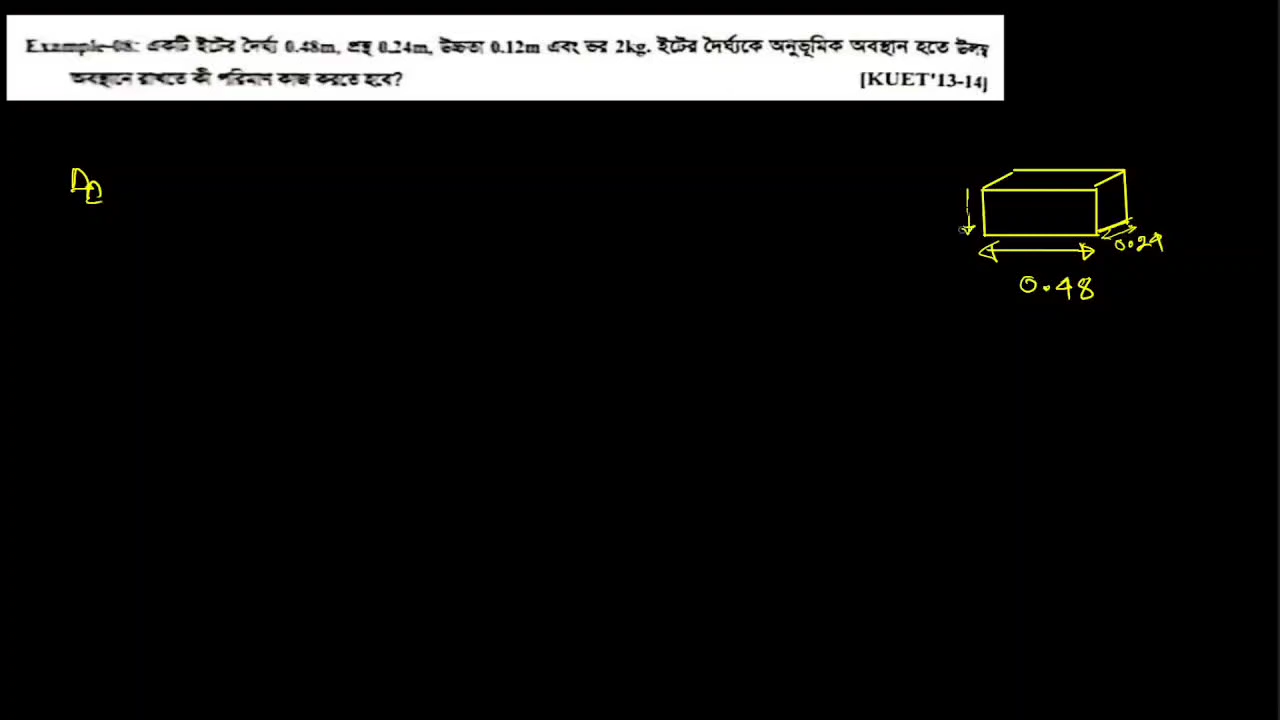 Example-08: একটি ইটের দৈর্ঘ্য 0.48m, প্রস্থ 0.24m, উচ্চতা 0.12m এবং ভর 2kg. ইটের দৈর্ঘ্যকে অনুভূমিক অবস্থান হতে উলম্ব
অবস্থানে রাখতে কী পরিমান কাজ করতে হবে? [KUET'13-14]
0.24
0.48